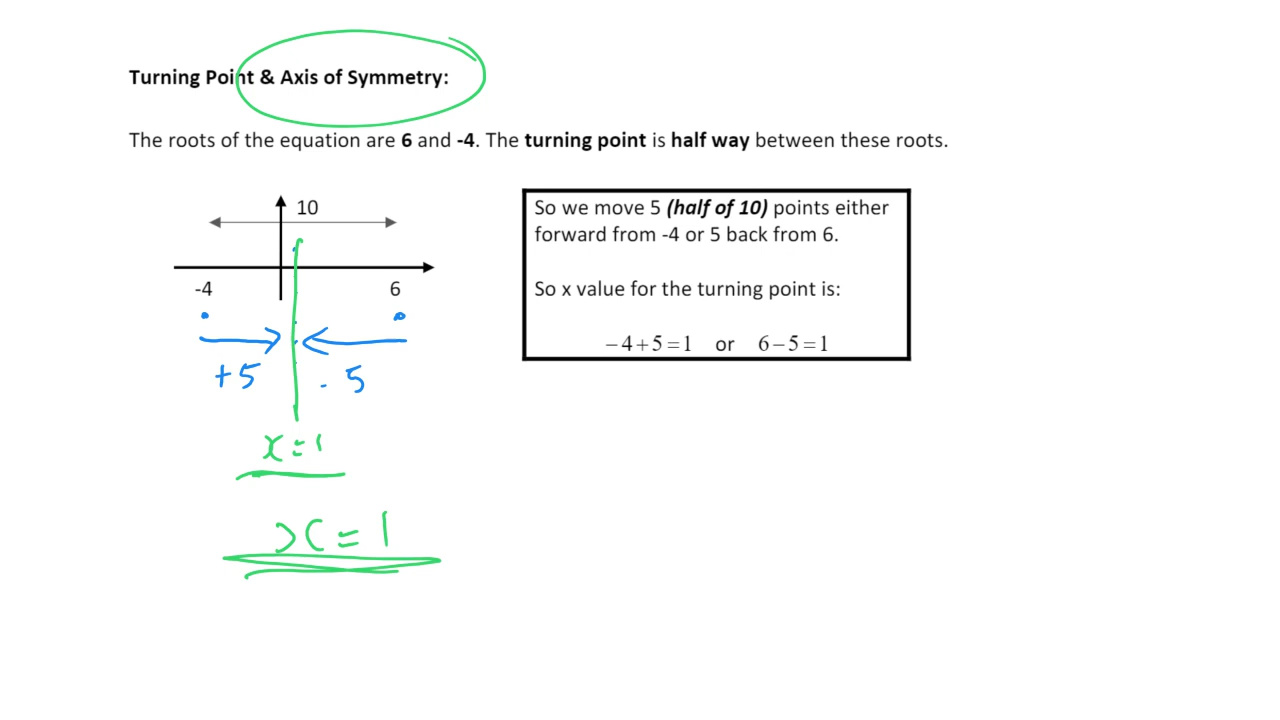 Turning Point & Axis of Symmetry:
The roots of the equation are 6 and -4. The turning point is half way between these roots.
10
-4
6
+5
- 5
x=1
x=1
So we move 5 (half of 10) points either
forward from -4 or 5 back from 6.
So x value for the turning point is:
−4+5=1 or 6−5=1